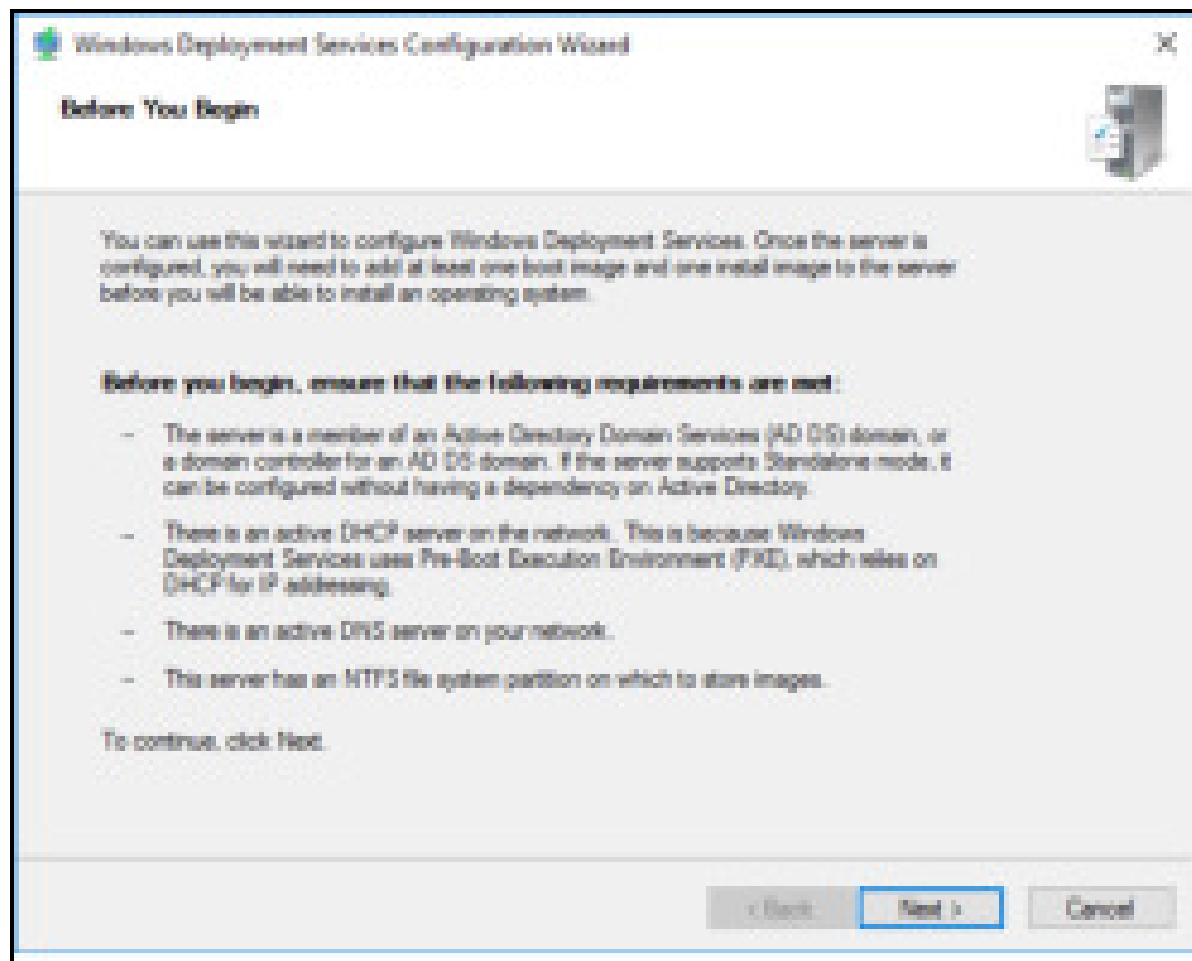 Windows Deployment Services Configuration Wizard
Before You Begin
You can use this wizard to configure Windows Deployment Services. Once the server is
configured, you will need to add at least one boot image and one install image to the server
before you will be able to install an operating system.
Before you begin, ensure that the following requirements are met:
- The server is a member of an Active Directory Domain Services (AD DS) domain, or
a domain controller for an AD DS domain. If the server supports Standalone mode, it
can be configured without having a dependency on Active Directory.
- There is an active DHCP server on the network. This is because Windows
Deployment Services uses Pre-Boot Execution Environment (PXE), which relies on
DHCP for IP addressing.
- There is an active DNS server on your network.
- This server has an NTFS file system partition on which to store images.
To continue, click Next.
< Back
Next >
Cancel